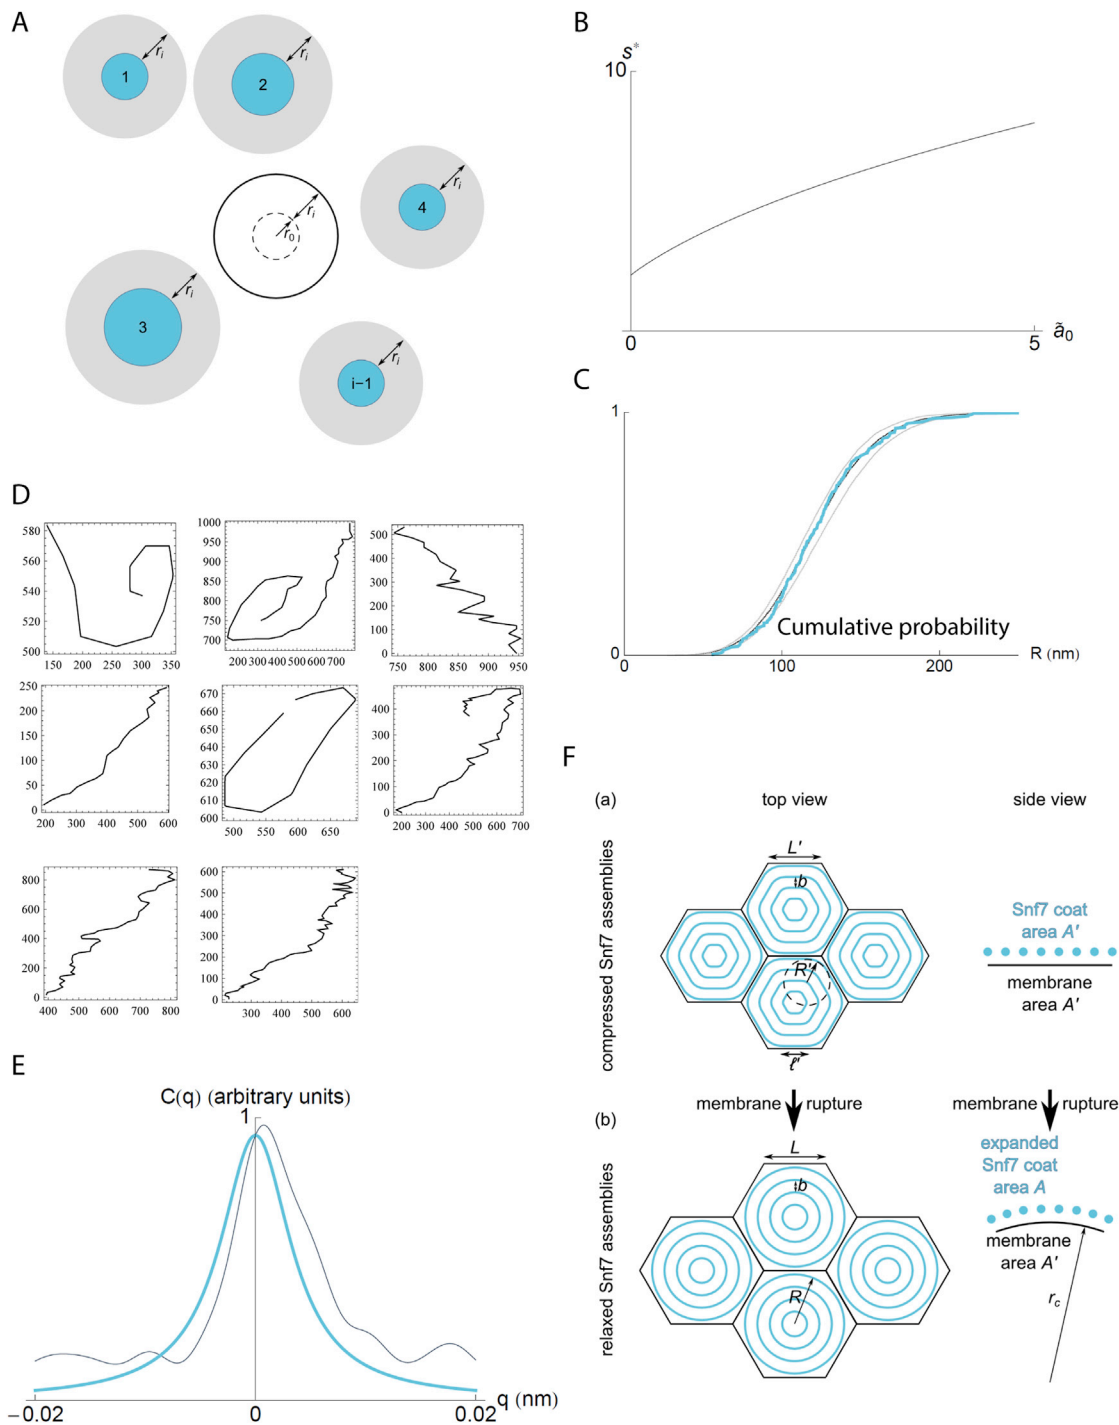 A
1
r_i
2
r_i
4
r_i
r_i
r_0
3
r_i
i−1
r_i
B
s*
10
0
5
ã_0
C
1
0
0
100
200
R (nm)
Cumulative probability
D
580
560
540
520
500
150 200 250 300 350
1000
950
900
850
800
750
700
200 300 400 500 600 700
500
400
300
200
100
0
750 800 850 900 950
250
200
150
100
50
0
200 300 400 500 600
670
660
650
640
630
620
610
600
500 550 600 650
400
300
200
100
0
200 300 400 500 600 700
800
600
400
200
0
400 500 600 700 800
600
500
400
300
200
100
0
300 400 500 600
E
C(q) (arbitrary units)
1
−0.02
0
0.02
q (nm)
F
(a)
top view
side view
compressed Snf7 assemblies
L'
b
R'
ℓ'
Snf7 coat
area A'
membrane
area A'
membrane rupture
membrane rupture
(b)
relaxed Snf7 assemblies
L
b
R
expanded
Snf7 coat
area A
membrane
area A'
r_c